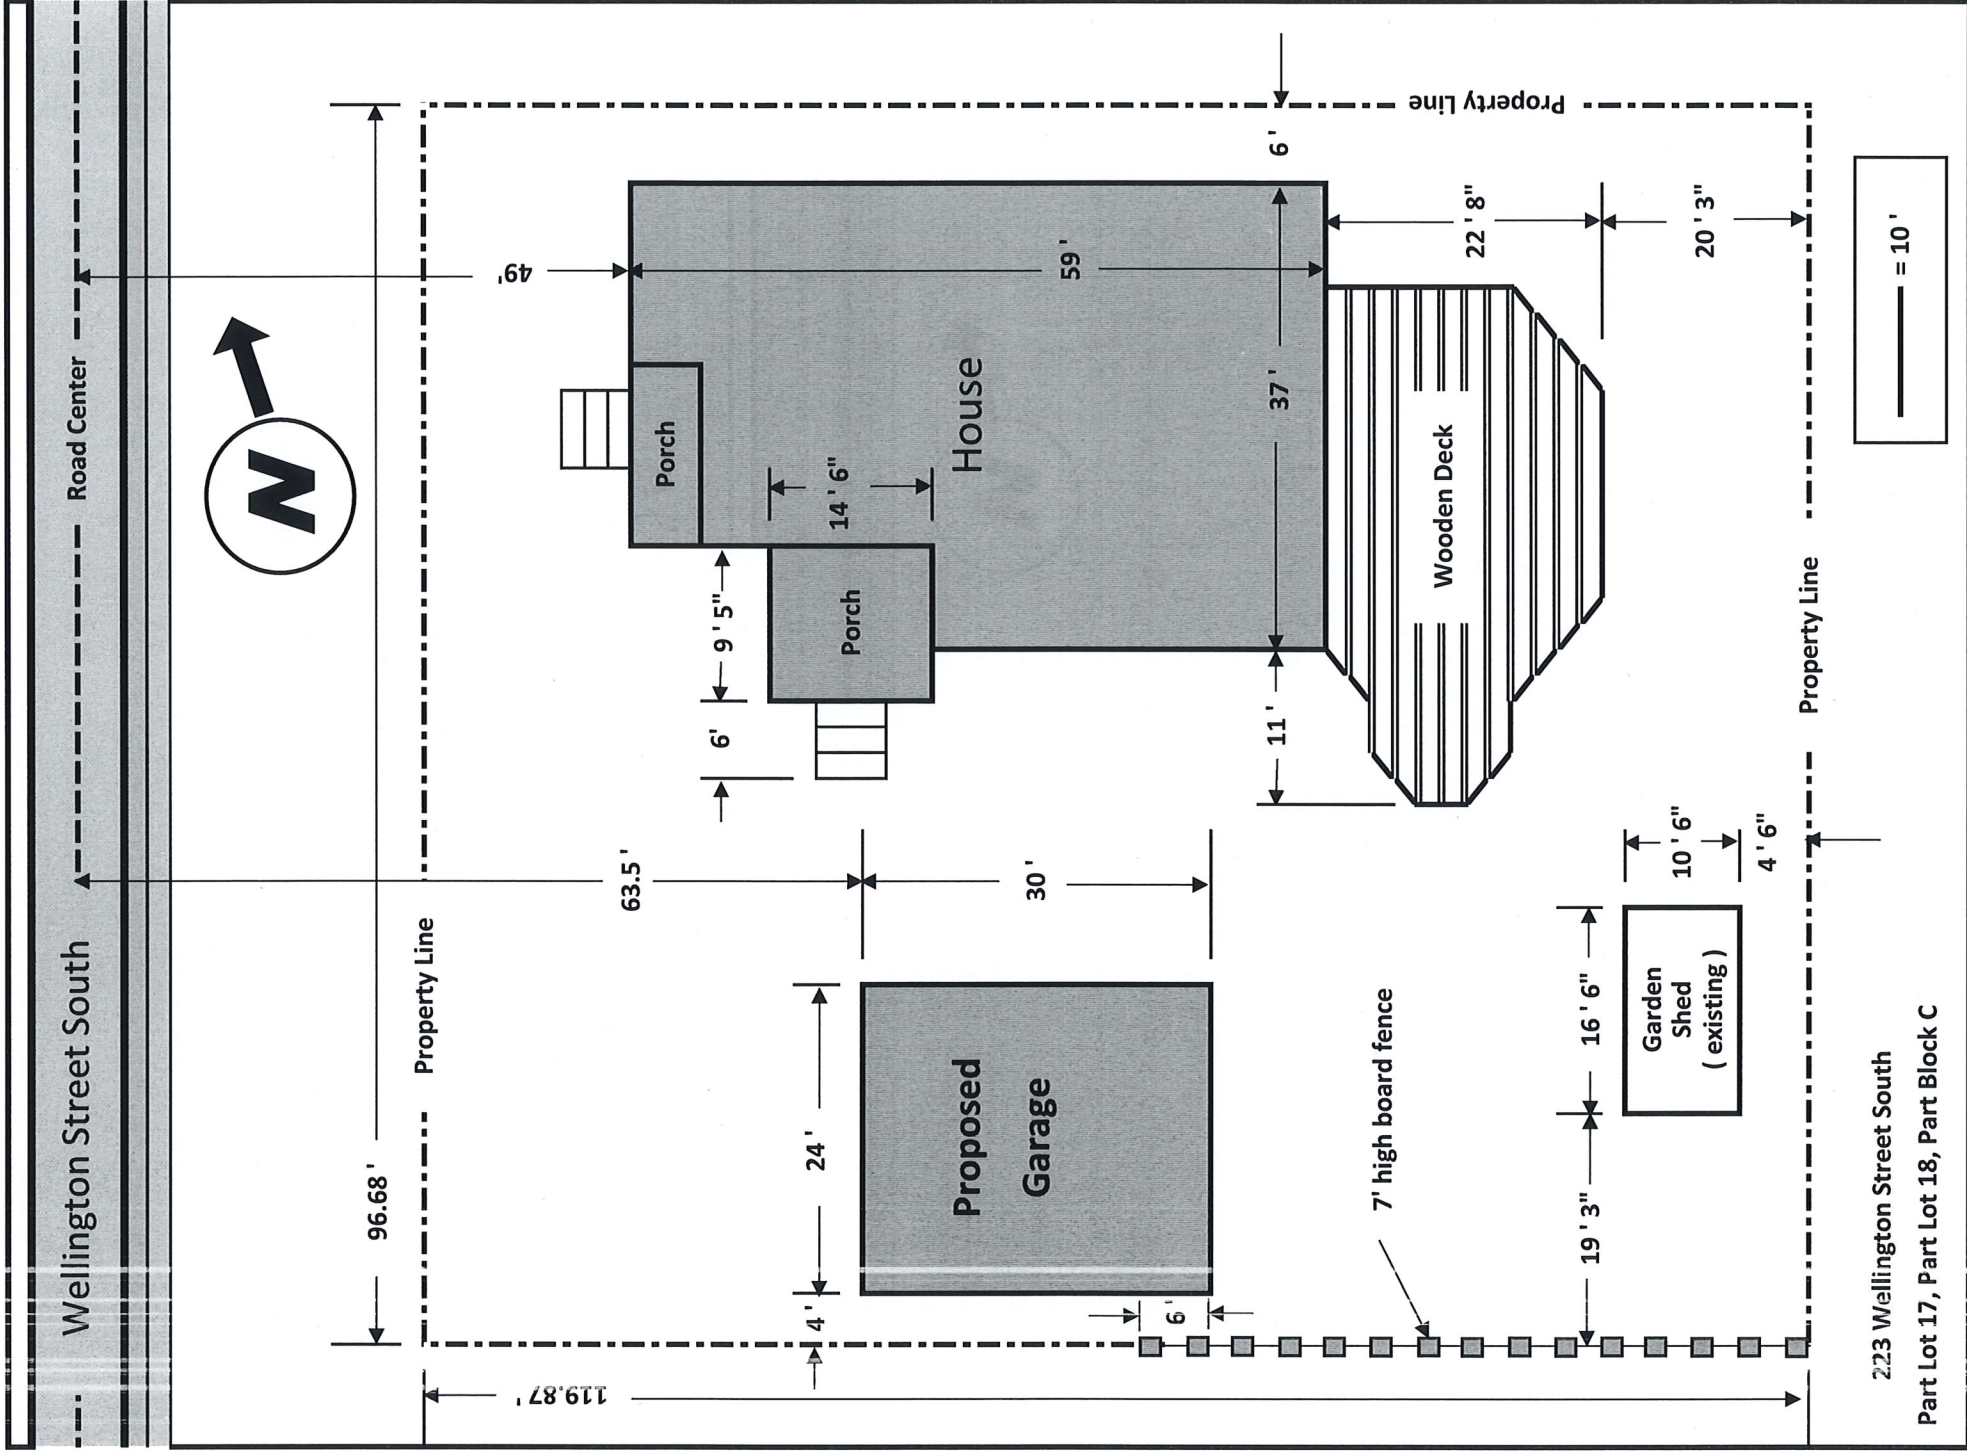 Wellington Street South
Road Center
N
96.68'
Property Line
49'
63.5 '
Property Line
6 '
Porch
59 '
House
14 ' 6"
Porch
9 ' 5"
6'
37 '
11 '
22 ' 8"
20 ' 3"
Wooden Deck
Property Line
30 '
24 '
4 '
Proposed
Garage
6 '
119.87 '
7' high board fence
10 ' 6"
4 ' 6"
16 ' 6"
19 ' 3"
Garden
Shed
( existing )
= 10 '
223 Wellington Street South
Part Lot 17, Part Lot 18, Part Block C